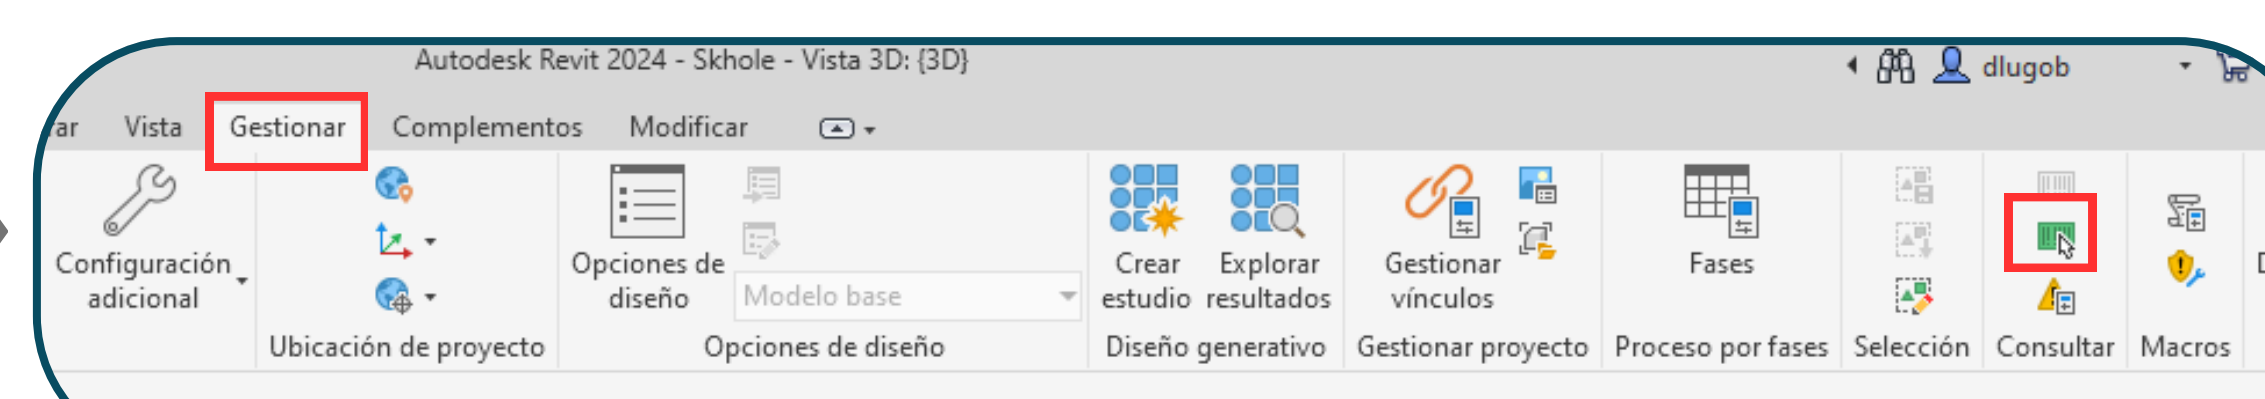 Autodesk Revit 2024 - Skhole - Vista 3D: {3D}
dlugob
ar Vista Gestionar Complementos Modificar
Configuración adicional
Opciones de diseño
Modelo base
Crear estudio
Explorar resultados
Gestionar vínculos
Fases
Ubicación de proyecto
Opciones de diseño
Diseño generativo
Gestionar proyecto
Proceso por fases
Selección
Consultar
Macros